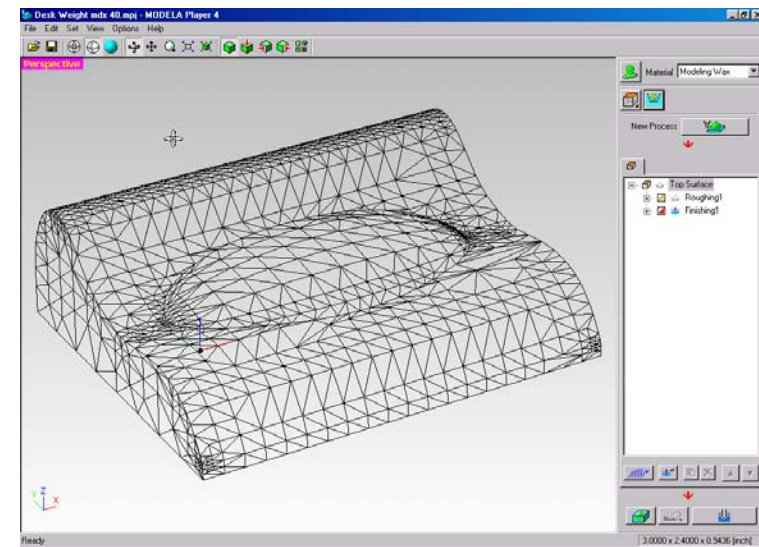 Desk Weight mdx 40.mpj - MODELA Player 4
File Edit Set View Options Help
Perspective
Material Modeling Wax
New Process
Top Surface
Roughing1
Finishing1
Z
Y X
Ready
3.0000 x 2.4000 x 0.9436 [inch]